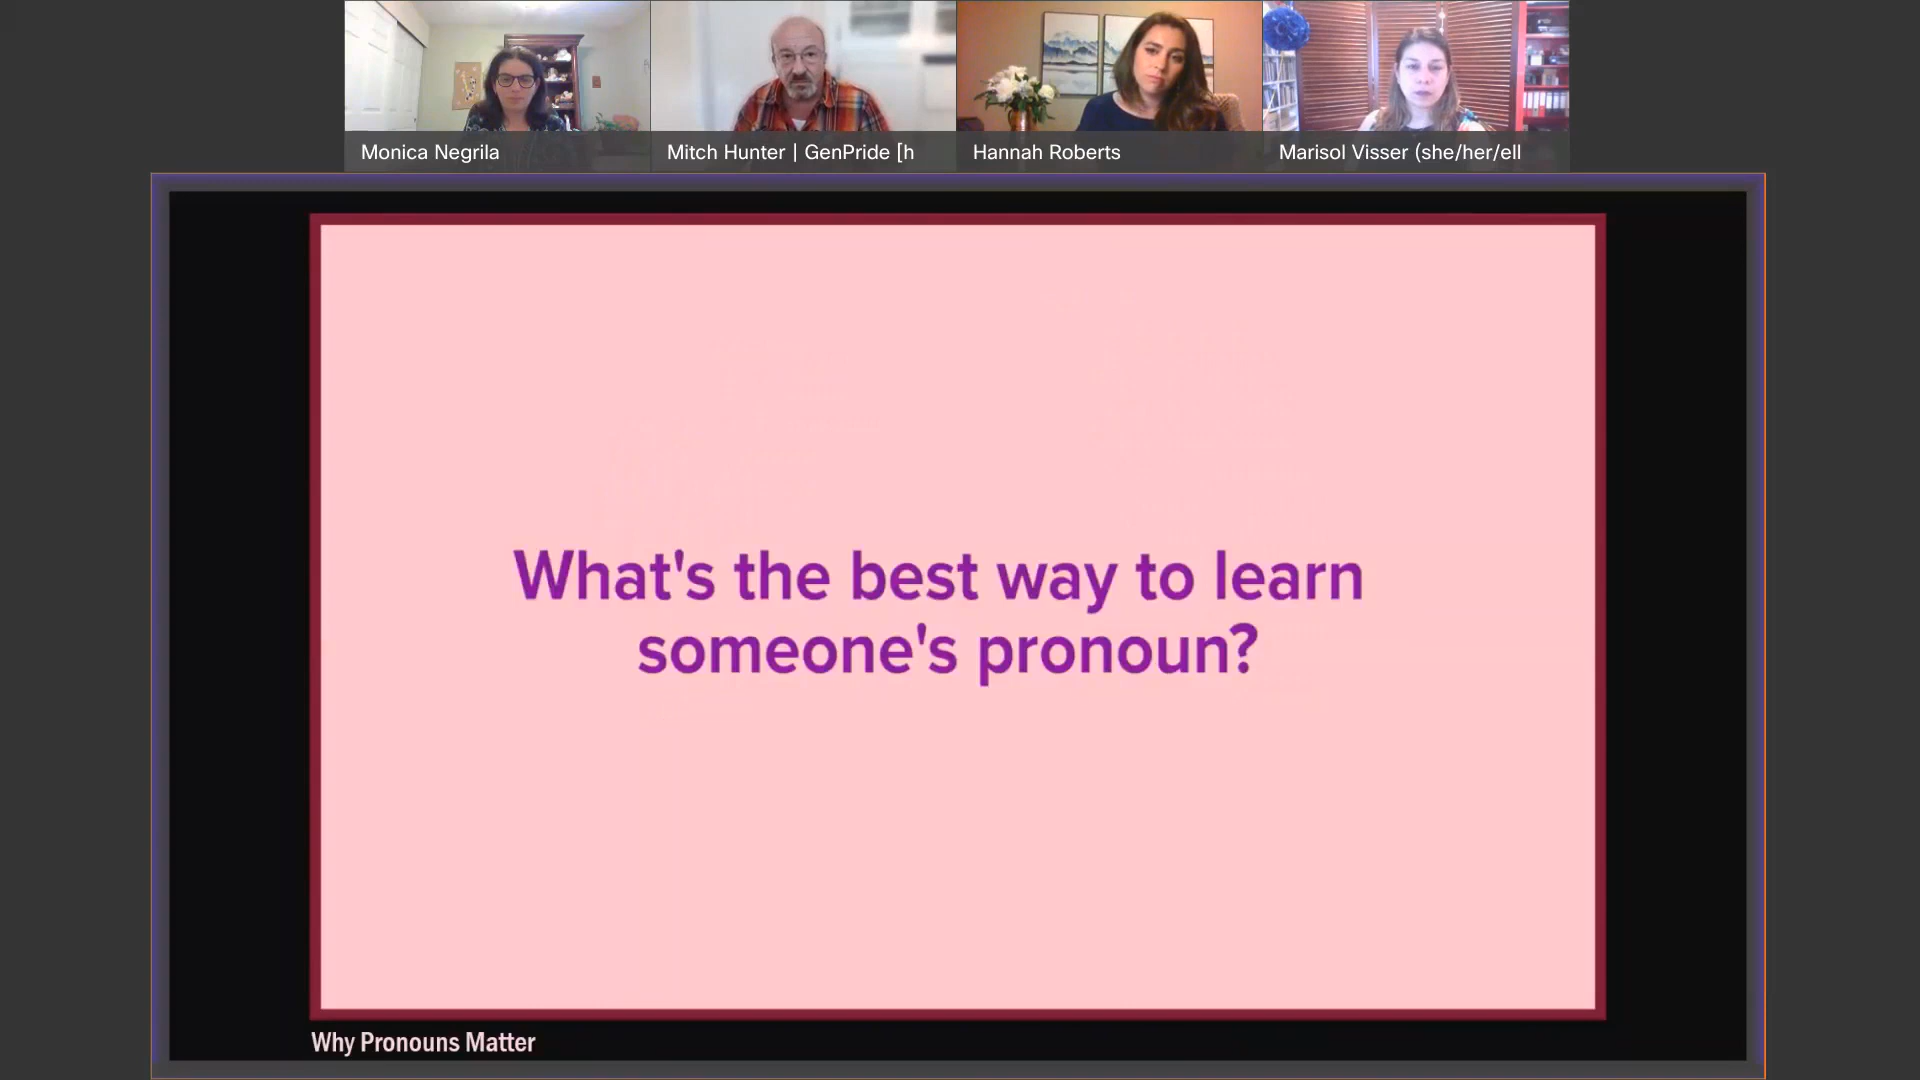 Monica Negrila
Mitch Hunter | GenPride [h
Hannah Roberts
Marisol Visser (she/her/ell
What's the best way to learn
someone's pronoun?
Why Pronouns Matter